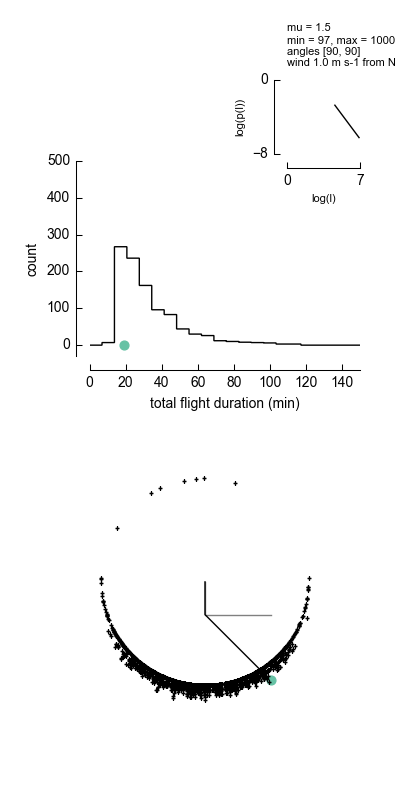 mu = 1.5
min = 97, max = 1000
angles [90, 90]
wind 1.0 m s-1 from N
0
log(p(l))
−8
0 7
log(l)
500
400
300
count
200
100
0
0 20 40 60 80 100 120 140
total flight duration (min)